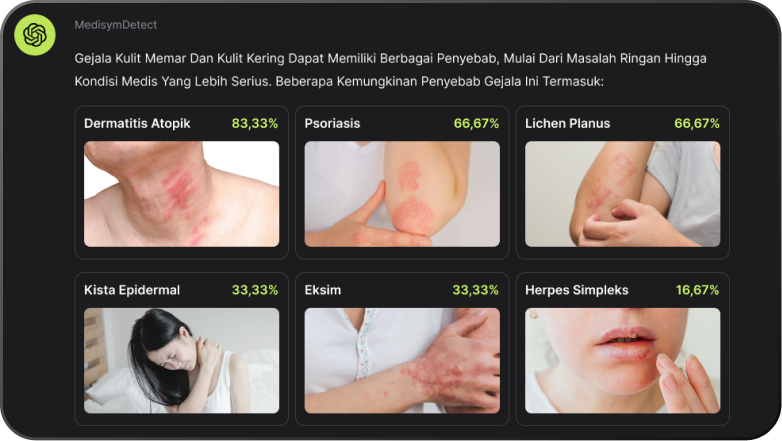 MedisymDetect
Gejala Kulit Memar Dan Kulit Kering Dapat Memiliki Berbagai Penyebab, Mulai Dari Masalah Ringan Hingga
Kondisi Medis Yang Lebih Serius. Beberapa Kemungkinan Penyebab Gejala Ini Termasuk:
Dermatitis Atopik 83,33%
Psoriasis 66,67%
Lichen Planus 66,67%
Kista Epidermal 33,33%
Eksim 33,33%
Herpes Simpleks 16,67%